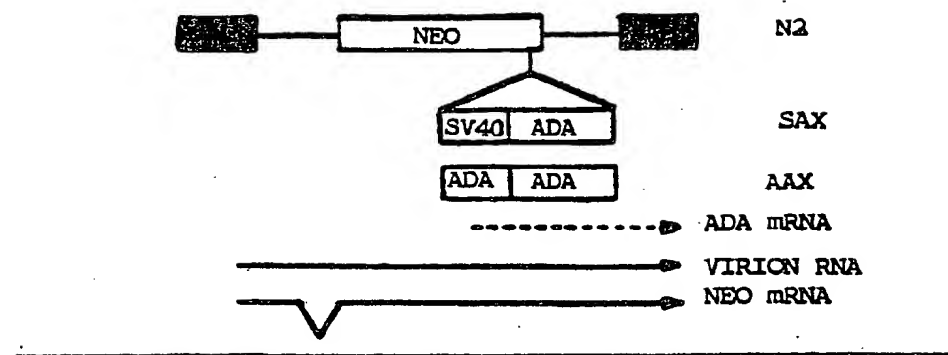 NEO N2
SV40 ADA SAX
ADA ADA AAX
ADA mRNA
VIRION RNA
NEO mRNA